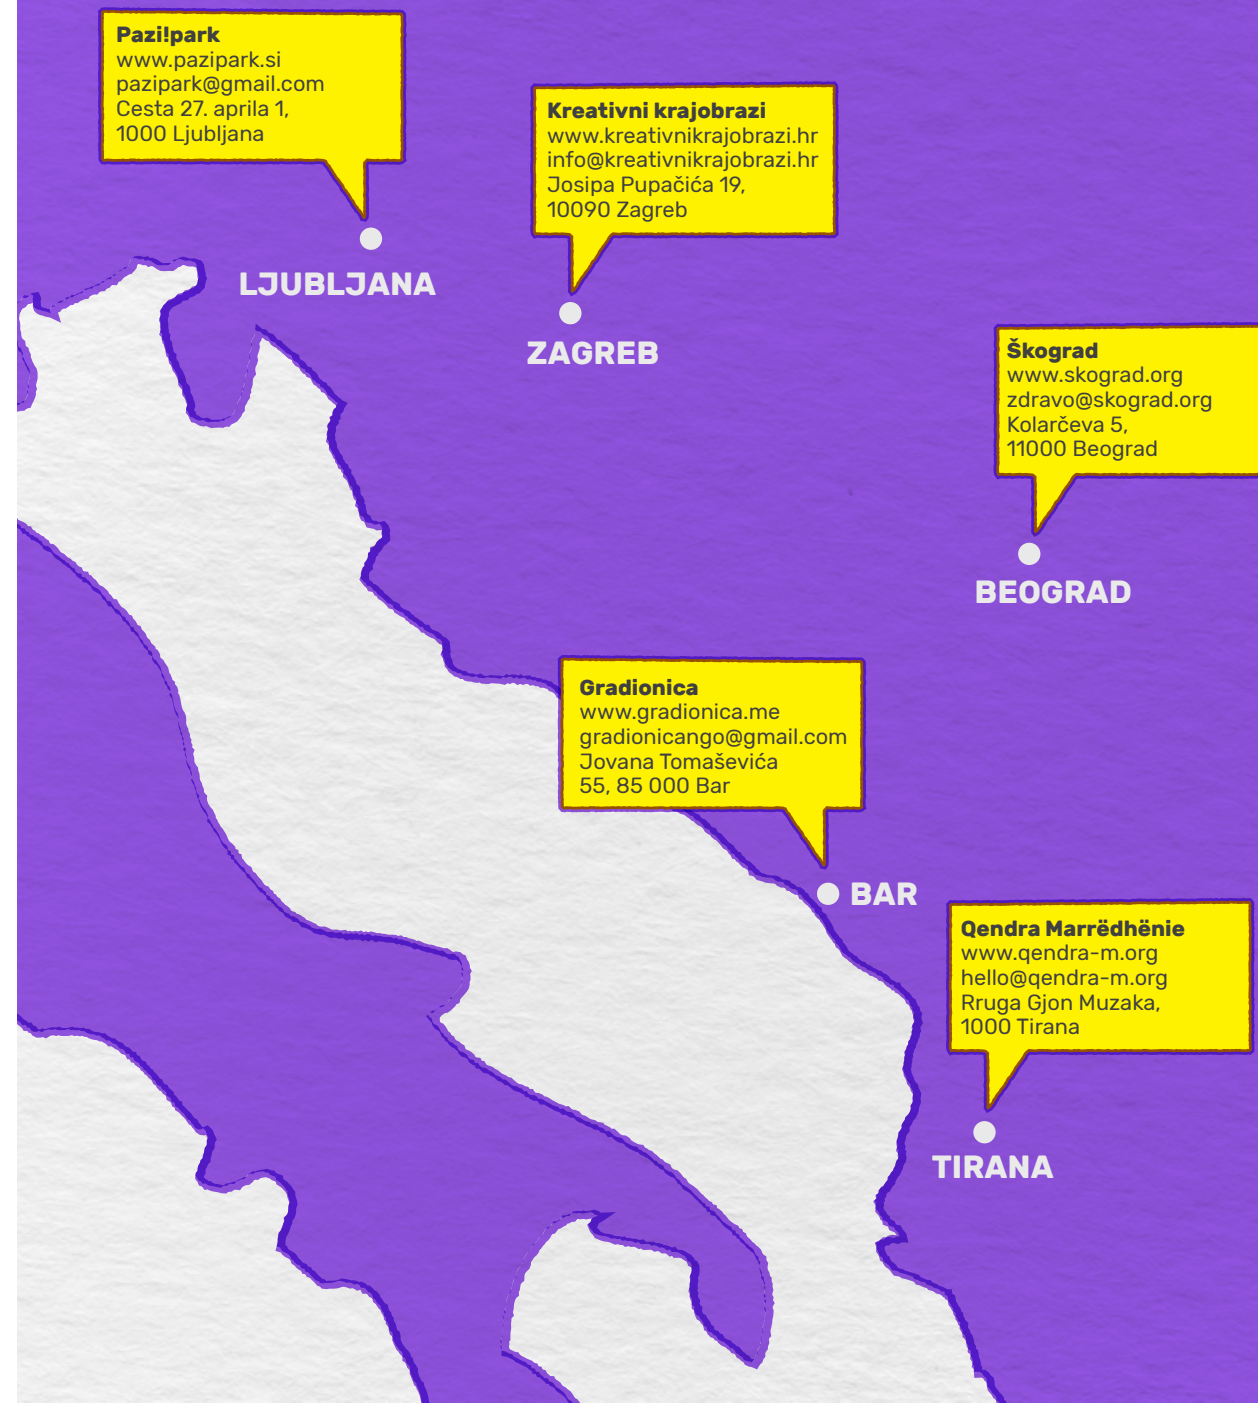 Pazi!park
www.pazipark.si
pazipark@gmail.com
Cesta 27. aprila 1,
1000 Ljubljana
LJUBLJANA
Kreativni krajobrazi
www.kreativnikrajobrazi.hr
info@kreativnikrajobrazi.hr
Josipa Pupačića 19,
10090 Zagreb
ZAGREB
Škograd
www.skograd.org
zdravo@skograd.org
Kolarčeva 5,
11000 Beograd
BEOGRAD
Gradionica
www.gradionica.me
gradionicango@gmail.com
Jovana Tomaševića
55, 85 000 Bar
BAR
Qendra Marrëdhënie
www.qendra-m.org
hello@qendra-m.org
Rruga Gjon Muzaka,
1000 Tirana
TIRANA